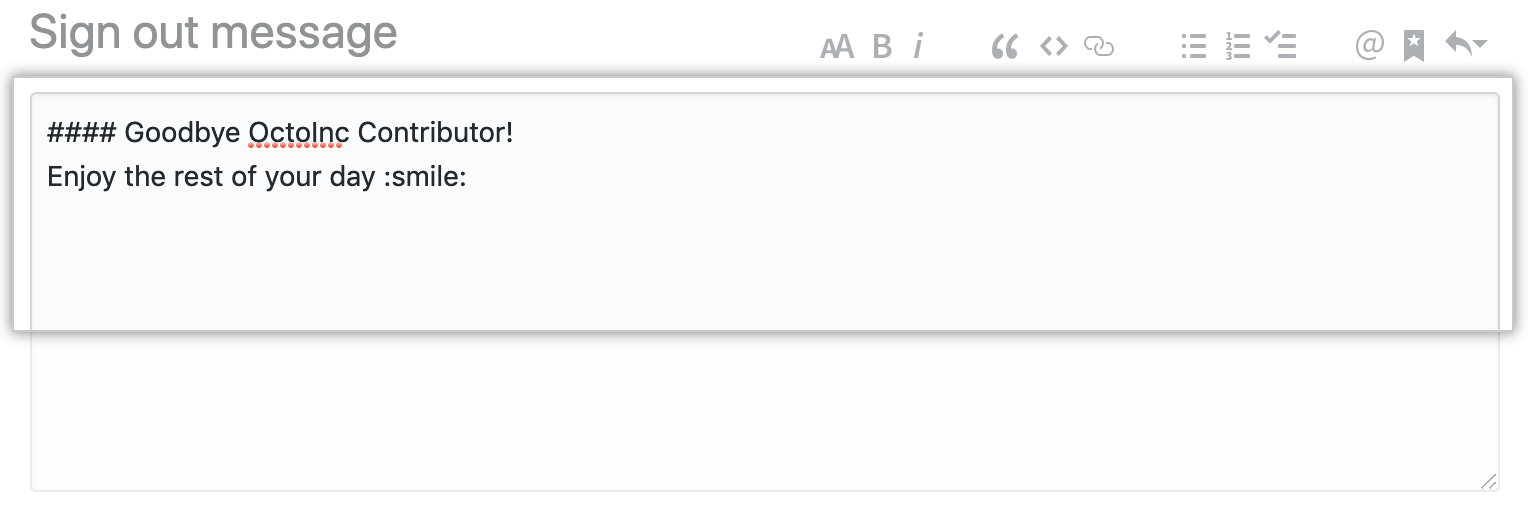 Sign out message
AA B i @
#### Goodbye OctoInc Contributor!
Enjoy the rest of your day :smile: